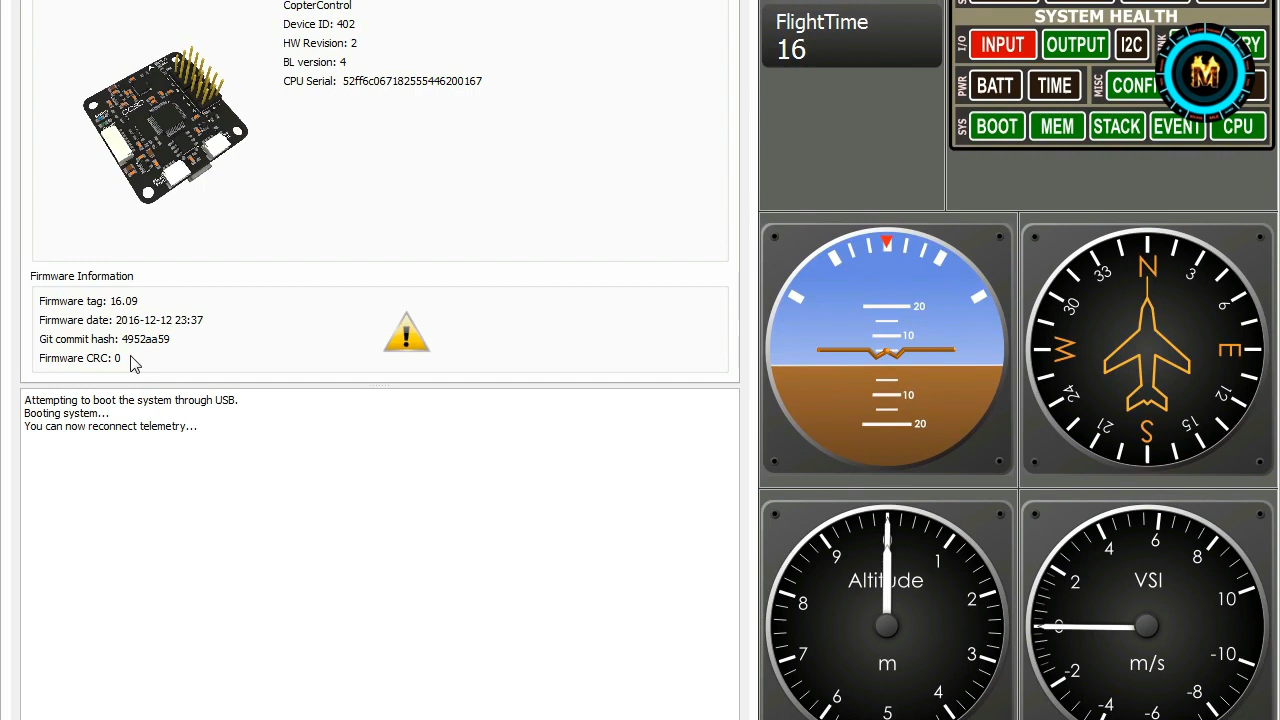 CopterControl
Device ID: 402
HW Revision: 2
BL version: 4
CPU Serial: 52ff6c067182555446200167
Firmware Information
Firmware tag: 16.09
Firmware date: 2016-12-12 23:37
Git commit hash: 4952aa59
Firmware CRC: 0
Attempting to boot the system through USB.
Booting system...
You can now reconnect telemetry...
FlightTime
16
SYSTEM HEALTH
I/O INPUT OUTPUT I2C
PWR BATT TIME MISC
SYS BOOT MEM STACK EVENT CPU
20
10
10
20
N 3 6 E 12 15 S 21 24 W 30 33
Altitude
m
1 2 3 4 5 6 7 8 9
VSI
m/s
0 2 4 6 8 10
-2 -4 -6 -8 -10